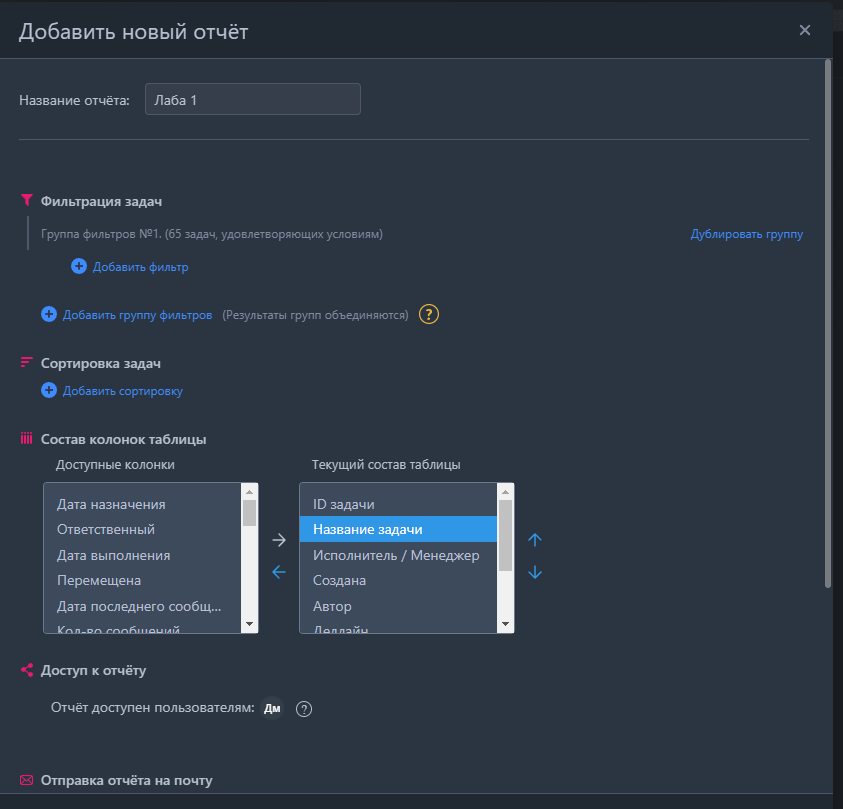 Добавить новый отчёт
Название отчёта: Лаба 1
Фильтрация задач
Группа фильтров №1. (65 задач, удовлетворяющих условиям) Дублировать группу
Добавить фильтр
Добавить группу фильтров (Результаты групп объединяются) ?
Сортировка задач
Добавить сортировку
Состав колонок таблицы
Доступные колонки Текущий состав таблицы
Дата назначения ID задачи
Ответственный Название задачи
Дата выполнения Исполнитель / Менеджер
Перемещена Создана
Дата последнего сообщ... Автор
Кол-во сообщений Дедлайн
Доступ к отчёту
Отчёт доступен пользователям: Дм ?
Отправка отчёта на почту